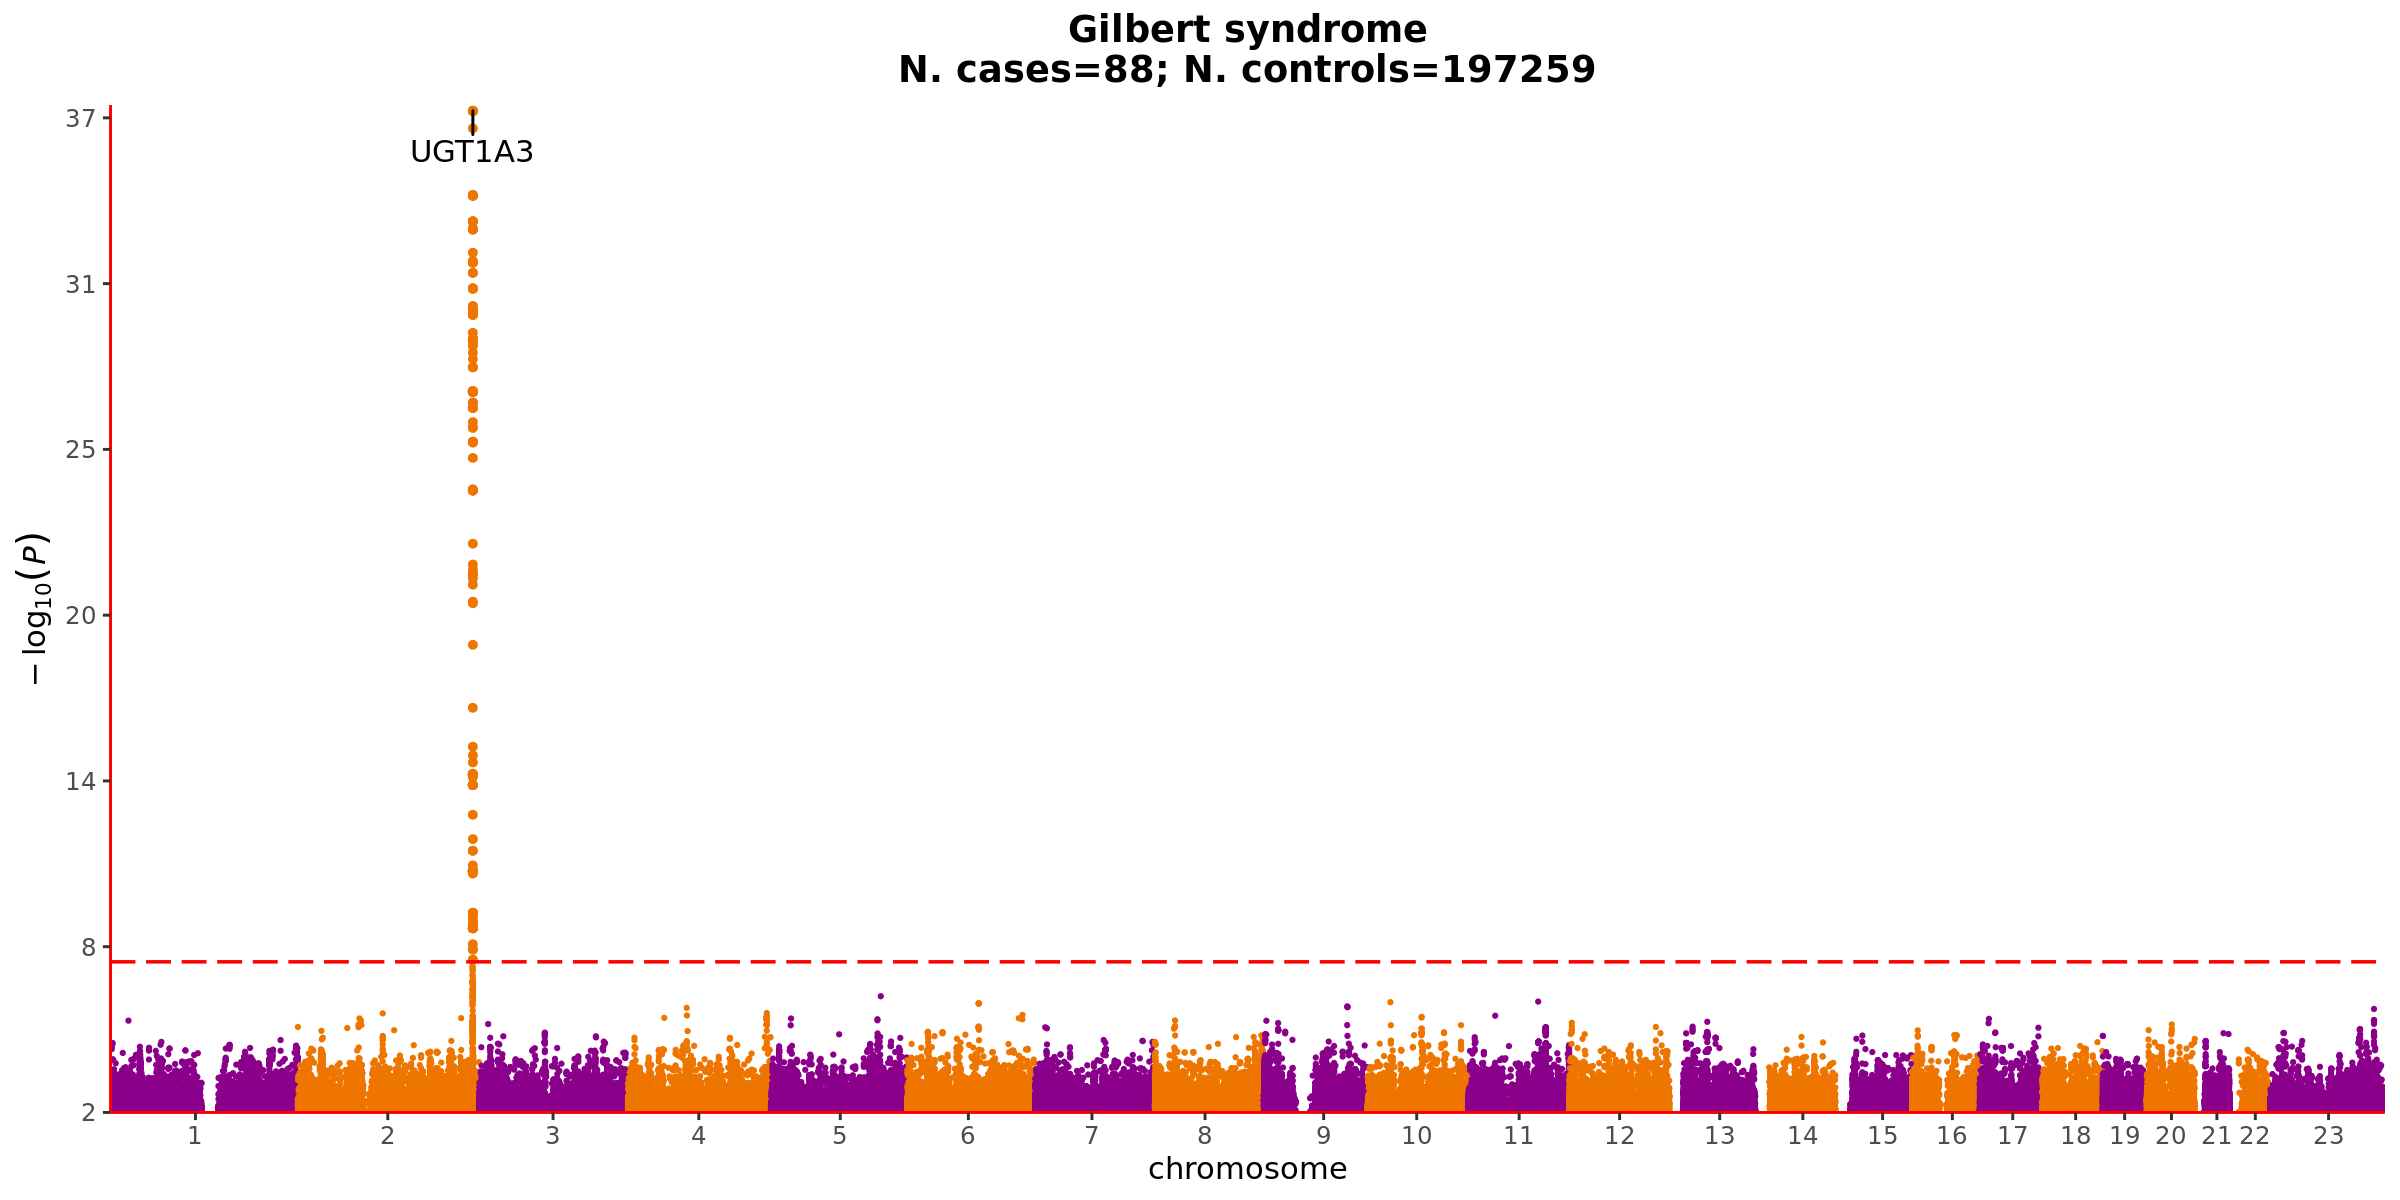 Gilbert syndrome
N. cases=88; N. controls=197259
37
UGT1A3
31
25
20
14
8
2
−log10(P)
1 2 3 4 5 6 7 8 9 10 11 12 13 14 15 16 17 18 19 20 21 22 23
chromosome